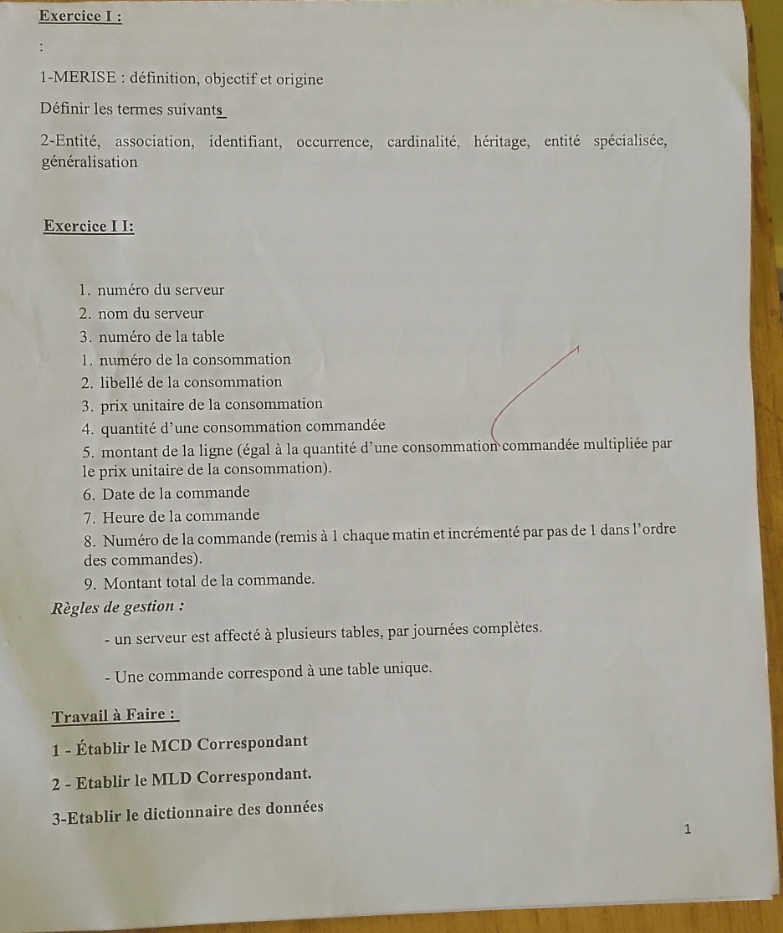 Exercice I :
:
1-MERISE : définition, objectif et origine
Définir les termes suivants
2-Entité, association, identifiant, occurrence, cardinalité, héritage, entité spécialisée,
généralisation
Exercice I I:
1. numéro du serveur
2. nom du serveur
3. numéro de la table
1. numéro de la consommation
2. libellé de la consommation
3. prix unitaire de la consommation
4. quantité d’une consommation commandée
5. montant de la ligne (égal à la quantité d’une consommation commandée multipliée par
le prix unitaire de la consommation).
6. Date de la commande
7. Heure de la commande
8. Numéro de la commande (remis à 1 chaque matin et incrémenté par pas de 1 dans l’ordre
des commandes).
9. Montant total de la commande.
Règles de gestion :
- un serveur est affecté à plusieurs tables, par journées complètes.
- Une commande correspond à une table unique.
Travail à Faire :
1 - Établir le MCD Correspondant
2 - Etablir le MLD Correspondant.
3-Etablir le dictionnaire des données
1